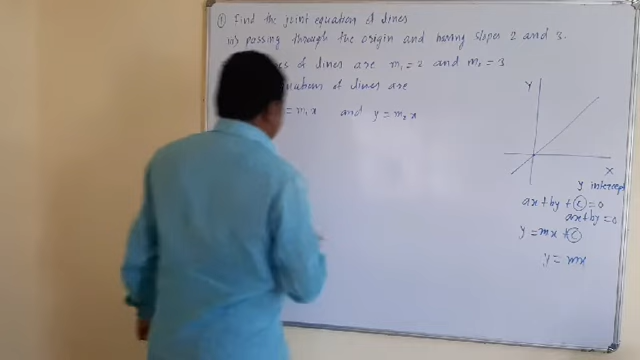 ① Find the joint equation of lines
passing through the origin and having slopes 2 and 3.
of lines are m₁ = 2 and m₂ = 3
of lines are
= m₁x and y = m₂x
Y
X
y intercept
ax + by + c = 0
ax + by = 0
y = mx + c
y = mx